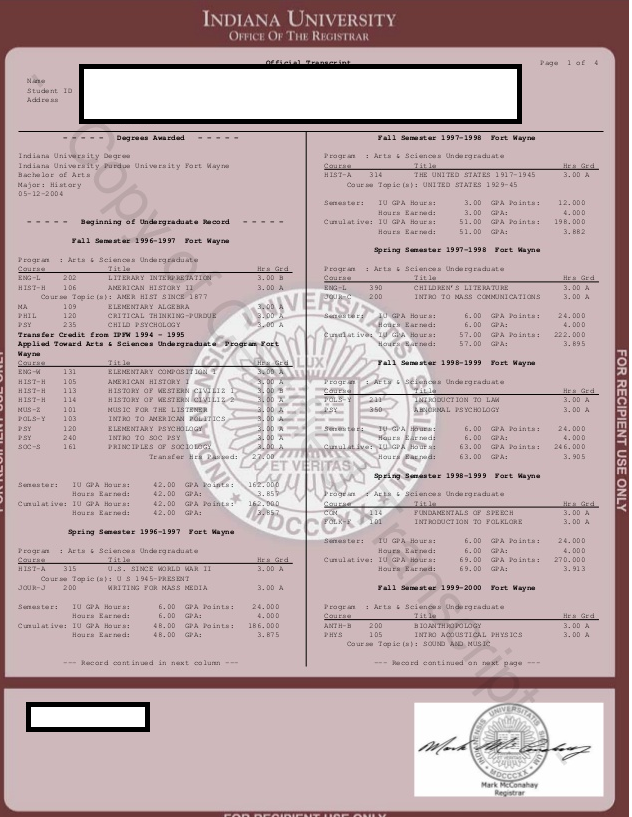 INDIANA UNIVERSITY
OFFICE OF THE REGISTRAR
Official Transcript
Page 1 of 4
Name
Student ID
Address
- - - - - Degrees Awarded - - - - -
Indiana University Degree
Indiana University Purdue University Fort Wayne
Bachelor of Arts
Major: History
05-12-2004
- - - - - Beginning of Undergraduate Record - - - - -
Fall Semester 1996-1997 Fort Wayne
Program : Arts & Sciences Undergraduate
Course Title Hrs Grd
ENG-L 202 LITERARY INTERPRETATION 3.00 B
HIST-H 106 AMERICAN HISTORY II 3.00 A
Course Topic(s): AMER HIST SINCE 1877
MA 109 ELEMENTARY ALGEBRA 3.00 A
PHIL 120 CRITICAL THINKING-PURDUE 3.00 A
PSY 235 CHILD PSYCHOLOGY 3.00 A
Transfer Credit from IPFW 1994 - 1995
Applied Toward Arts & Sciences Undergraduate Program Fort
Wayne
Course Title Hrs Grd
ENG-W 131 ELEMENTARY COMPOSITION 1 3.00 A
HIST-H 105 AMERICAN HISTORY I 3.00 A
HIST-H 113 HISTORY OF WESTERN CIVILIZ 1 3.00 B
HIST-H 114 HISTORY OF WESTERN CIVILIZ 2 3.00 A
MUS-Z 101 MUSIC FOR THE LISTENER 3.00 A
POLS-Y 103 INTRO TO AMERICAN POLITICS 3.00 A
PSY 120 ELEMENTARY PSYCHOLOGY 3.00 A
PSY 240 INTRO TO SOC PSY 3.00 A
SOC-S 161 PRINCIPLES OF SOCIOLOGY 3.00 A
Transfer Hrs Passed: 27.00
Semester: IU GPA Hours: 42.00 GPA Points: 162.000
Hours Earned: 42.00 GPA: 3.857
Cumulative: IU GPA Hours: 42.00 GPA Points: 162.000
Hours Earned: 42.00 GPA: 3.857
Spring Semester 1996-1997 Fort Wayne
Program : Arts & Sciences Undergraduate
Course Title Hrs Grd
HIST-A 315 U.S. SINCE WORLD WAR II 3.00 A
Course Topic(s): U S 1945-PRESENT
JOUR-J 200 WRITING FOR MASS MEDIA 3.00 A
Semester: IU GPA Hours: 6.00 GPA Points: 24.000
Hours Earned: 6.00 GPA: 4.000
Cumulative: IU GPA Hours: 48.00 GPA Points: 186.000
Hours Earned: 48.00 GPA: 3.875
--- Record continued in next column ---
Fall Semester 1997-1998 Fort Wayne
Program : Arts & Sciences Undergraduate
Course Title Hrs Grd
HIST-A 314 THE UNITED STATES 1917-1945 3.00 A
Course Topic(s): UNITED STATES 1929-45
Semester: IU GPA Hours: 3.00 GPA Points: 12.000
Hours Earned: 3.00 GPA: 4.000
Cumulative: IU GPA Hours: 51.00 GPA Points: 198.000
Hours Earned: 51.00 GPA: 3.882
Spring Semester 1997-1998 Fort Wayne
Program : Arts & Sciences Undergraduate
Course Title Hrs Grd
ENG-L 390 CHILDREN'S LITERATURE 3.00 A
JOUR-C 200 INTRO TO MASS COMMUNICATIONS 3.00 A
Semester: IU GPA Hours: 6.00 GPA Points: 24.000
Hours Earned: 6.00 GPA: 4.000
Cumulative: IU GPA Hours: 57.00 GPA Points: 222.000
Hours Earned: 57.00 GPA: 3.895
Fall Semester 1998-1999 Fort Wayne
Program : Arts & Sciences Undergraduate
Course Title Hrs Grd
POLS-Y 211 INTRODUCTION TO LAW 3.00 A
PSY 350 ABNORMAL PSYCHOLOGY 3.00 A
Semester: IU GPA Hours: 6.00 GPA Points: 24.000
Hours Earned: 6.00 GPA: 4.000
Cumulative: IU GPA Hours: 63.00 GPA Points: 246.000
Hours Earned: 63.00 GPA: 3.905
Spring Semester 1998-1999 Fort Wayne
Program : Arts & Sciences Undergraduate
Course Title Hrs Grd
COM 114 FUNDAMENTALS OF SPEECH 3.00 A
FOLK-F 101 INTRODUCTION TO FOLKLORE 3.00 A
Semester: IU GPA Hours: 6.00 GPA Points: 24.000
Hours Earned: 6.00 GPA: 4.000
Cumulative: IU GPA Hours: 69.00 GPA Points: 270.000
Hours Earned: 69.00 GPA: 3.913
Fall Semester 1999-2000 Fort Wayne
Program : Arts & Sciences Undergraduate
Course Title Hrs Grd
ANTH-B 200 BIOANTHROPOLOGY 3.00 A
PHYS 105 INTRO ACOUSTICAL PHYSICS 3.00 A
Course Topic(s): SOUND AND MUSIC
--- Record continued on next page ---
FOR RECIPIENT USE ONLY
FOR RECIPIENT USE ONLY
LUX
ET VERITAS
Mark McConahay
Mark McConahay
Registrar
FOR RECIPIENT USE ONLY